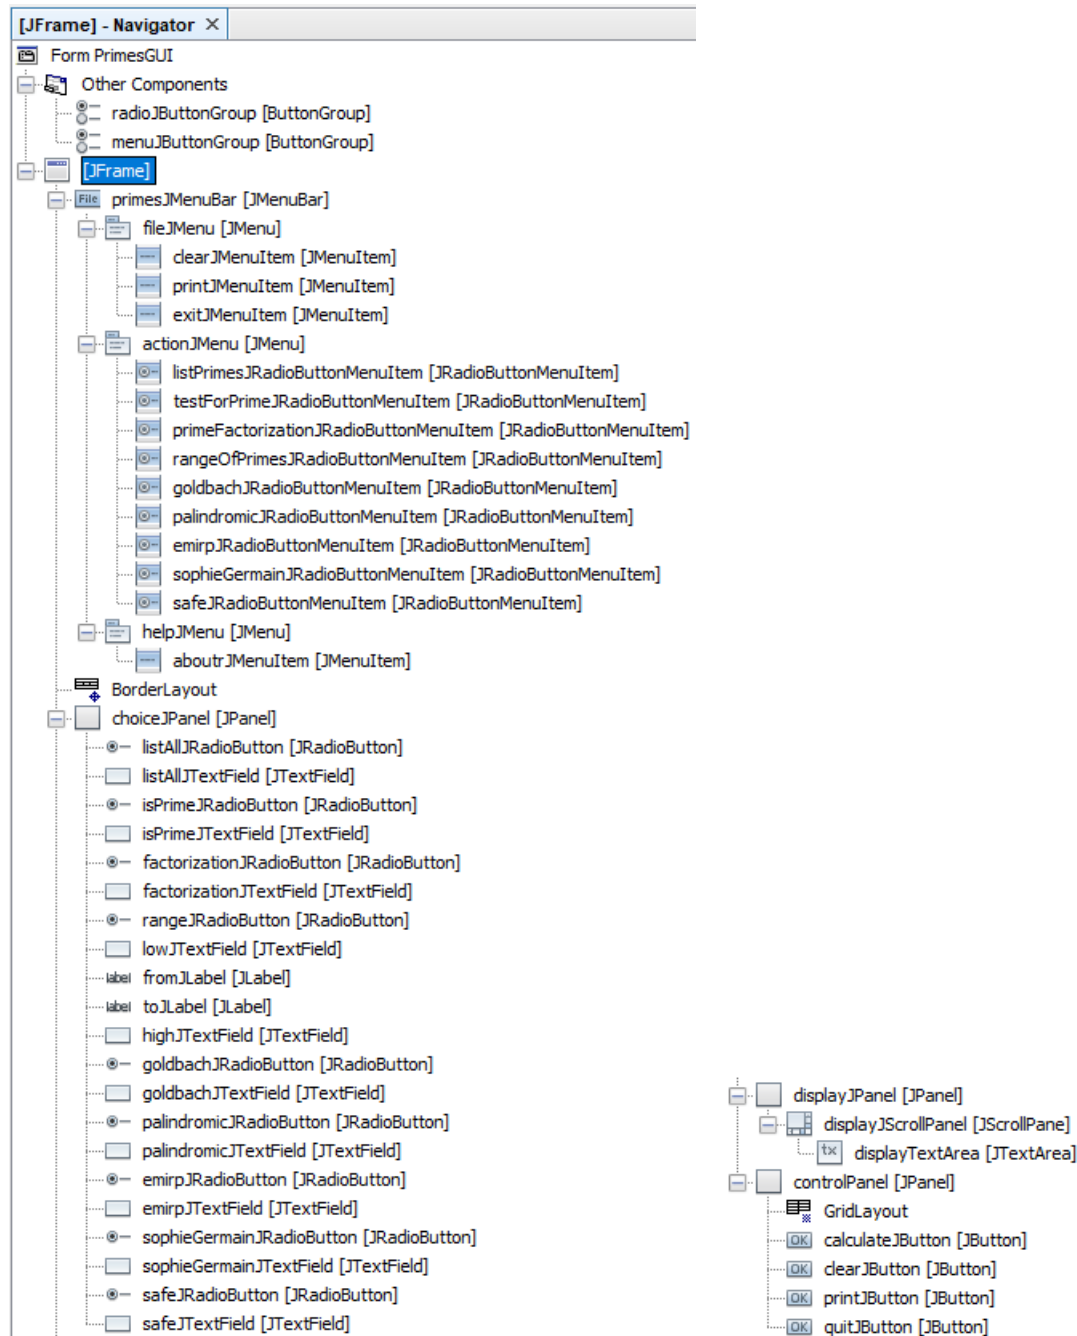 [JFrame] - Navigator ×
Form PrimesGUI
Other Components
radioJButtonGroup [ButtonGroup]
menuJButtonGroup [ButtonGroup]
[JFrame]
File primesJMenuBar [JMenuBar]
fileJMenu [JMenu]
clearJMenuItem [JMenuItem]
printJMenuItem [JMenuItem]
exitJMenuItem [JMenuItem]
actionJMenu [JMenu]
listPrimesJRadioButtonMenuItem [JRadioButtonMenuItem]
testForPrimeJRadioButtonMenuItem [JRadioButtonMenuItem]
primeFactorizationJRadioButtonMenuItem [JRadioButtonMenuItem]
rangeOfPrimesJRadioButtonMenuItem [JRadioButtonMenuItem]
goldbachJRadioButtonMenuItem [JRadioButtonMenuItem]
palindromicJRadioButtonMenuItem [JRadioButtonMenuItem]
emirpJRadioButtonMenuItem [JRadioButtonMenuItem]
sophieGermainJRadioButtonMenuItem [JRadioButtonMenuItem]
safeJRadioButtonMenuItem [JRadioButtonMenuItem]
helpJMenu [JMenu]
aboutrJMenuItem [JMenuItem]
BorderLayout
choiceJPanel [JPanel]
listAllJRadioButton [JRadioButton]
listAllJTextField [JTextField]
isPrimeJRadioButton [JRadioButton]
isPrimeJTextField [JTextField]
factorizationJRadioButton [JRadioButton]
factorizationJTextField [JTextField]
rangeJRadioButton [JRadioButton]
lowJTextField [JTextField]
label fromJLabel [JLabel]
label toJLabel [JLabel]
highJTextField [JTextField]
goldbachJRadioButton [JRadioButton]
goldbachJTextField [JTextField]
palindromicJRadioButton [JRadioButton]
palindromicJTextField [JTextField]
emirpJRadioButton [JRadioButton]
emirpJTextField [JTextField]
sophieGermainJRadioButton [JRadioButton]
sophieGermainJTextField [JTextField]
safeJRadioButton [JRadioButton]
safeJTextField [JTextField]
displayJPanel [JPanel]
displayJScrollPanel [JScrollPane]
tx displayTextArea [JTextArea]
controlPanel [JPanel]
GridLayout
OK calculateJButton [JButton]
OK clearJButton [JButton]
OK printJButton [JButton]
OK quitJButton [JButton]